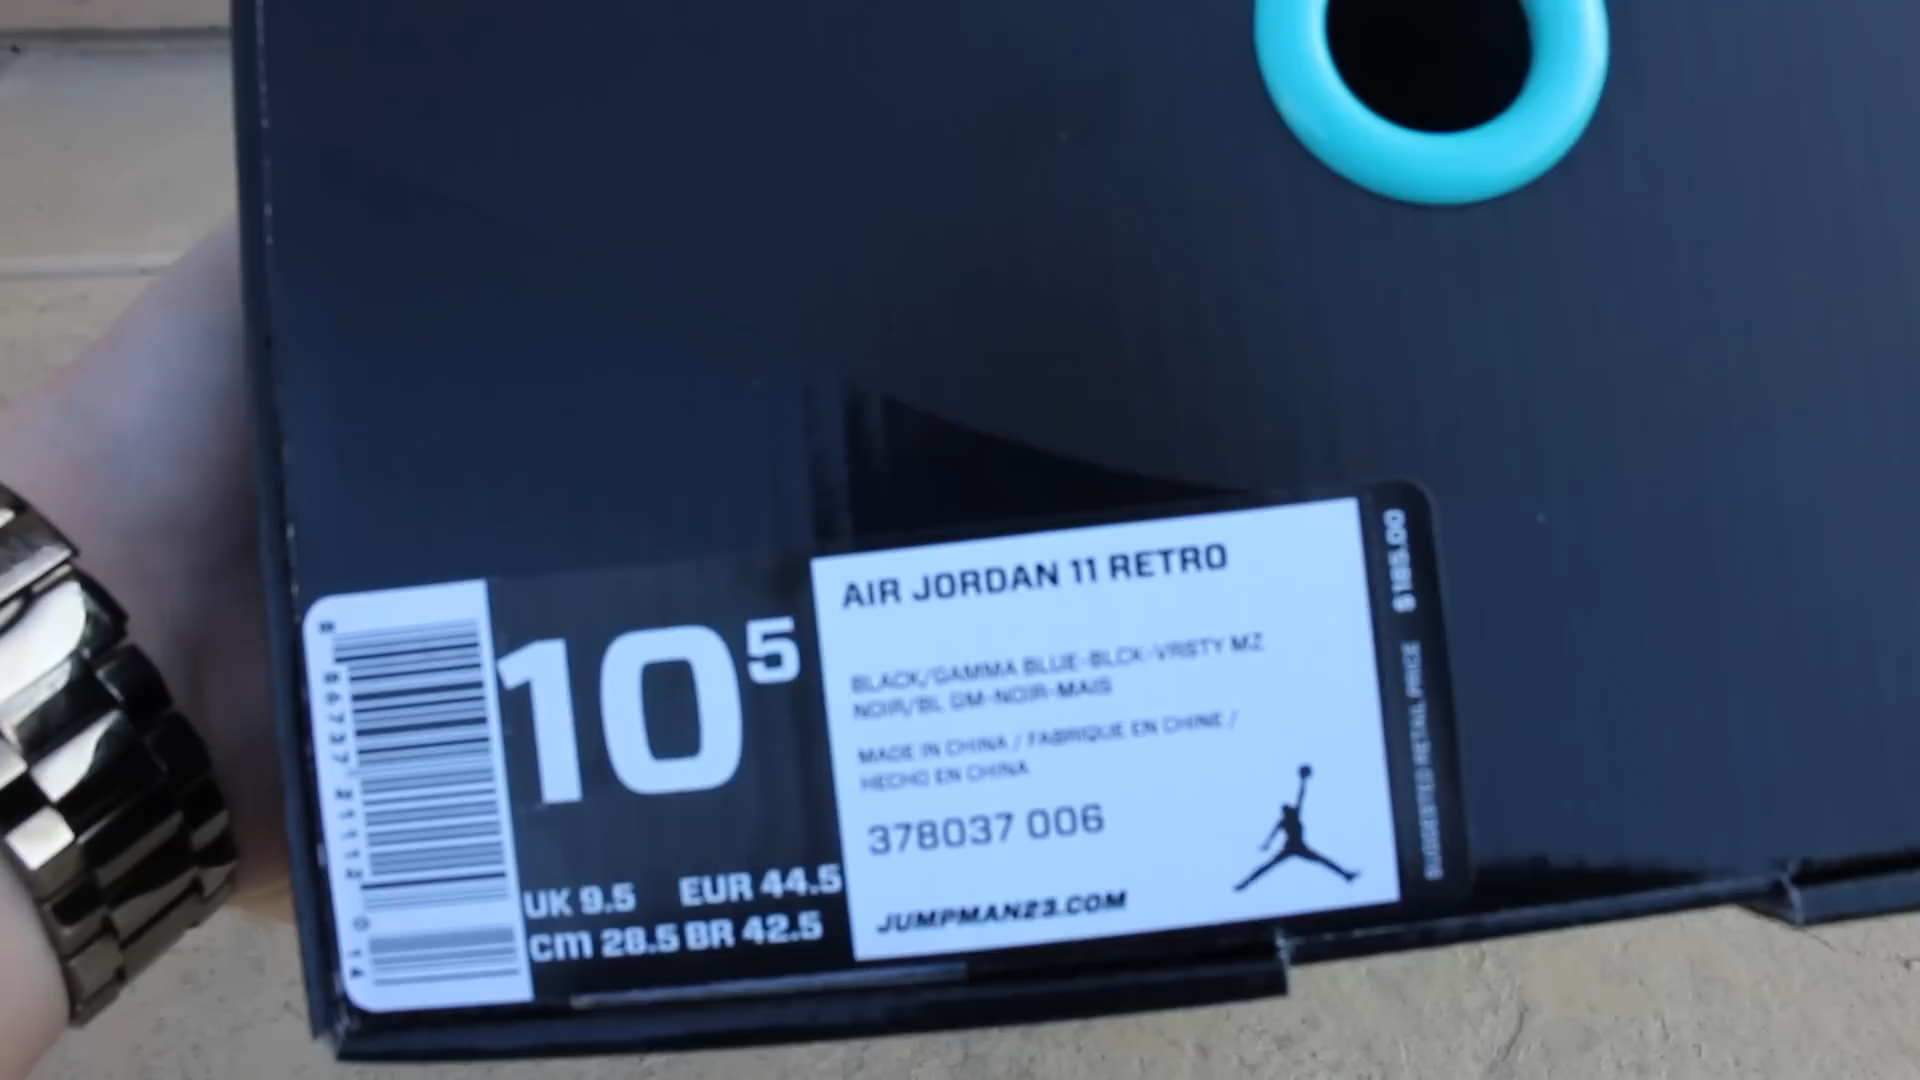 10⁵
UK 9.5 EUR 44.5
cm 28.5 BR 42.5
AIR JORDAN 11 RETRO
BLACK/GAMMA BLUE-BLCK-VRSTY MZ
NOIR/BL GM-NOIR-MAIS
MADE IN CHINA / FABRIQUE EN CHINE /
HECHO EN CHINA
378037 006
JUMPMAN23.COM
SUGGESTED RETAIL PRICE $185.00